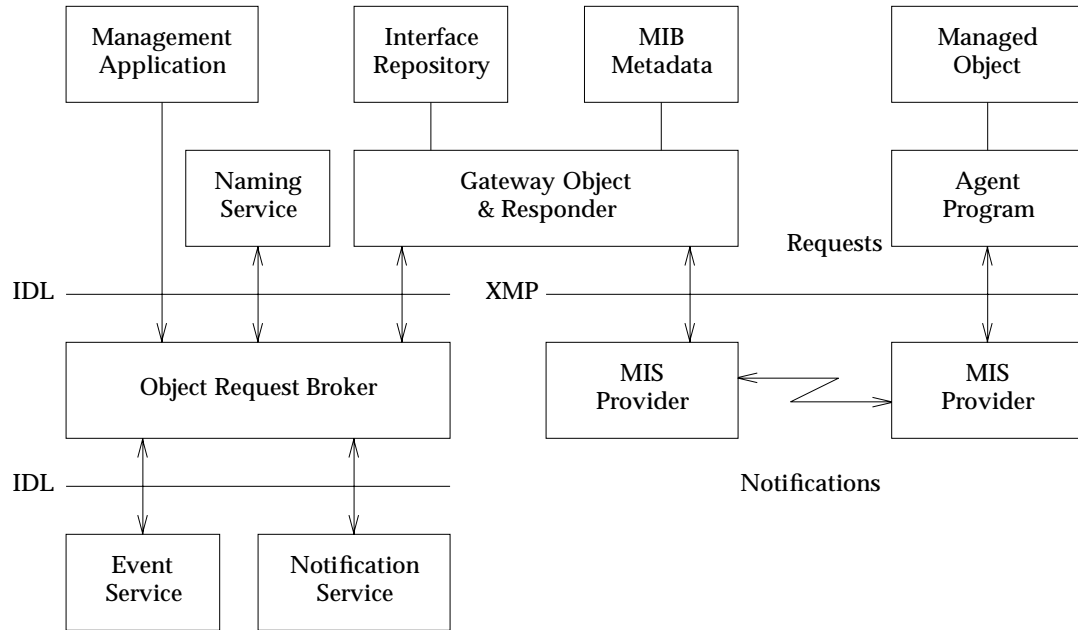 Management
Application
Interface
Repository
MIB
Metadata
Managed
Object
Naming
Service
Gateway Object
& Responder
Agent
Program
Requests
IDL
XMP
Object Request Broker
MIS
Provider
MIS
Provider
IDL
Notifications
Event
Service
Notification
Service